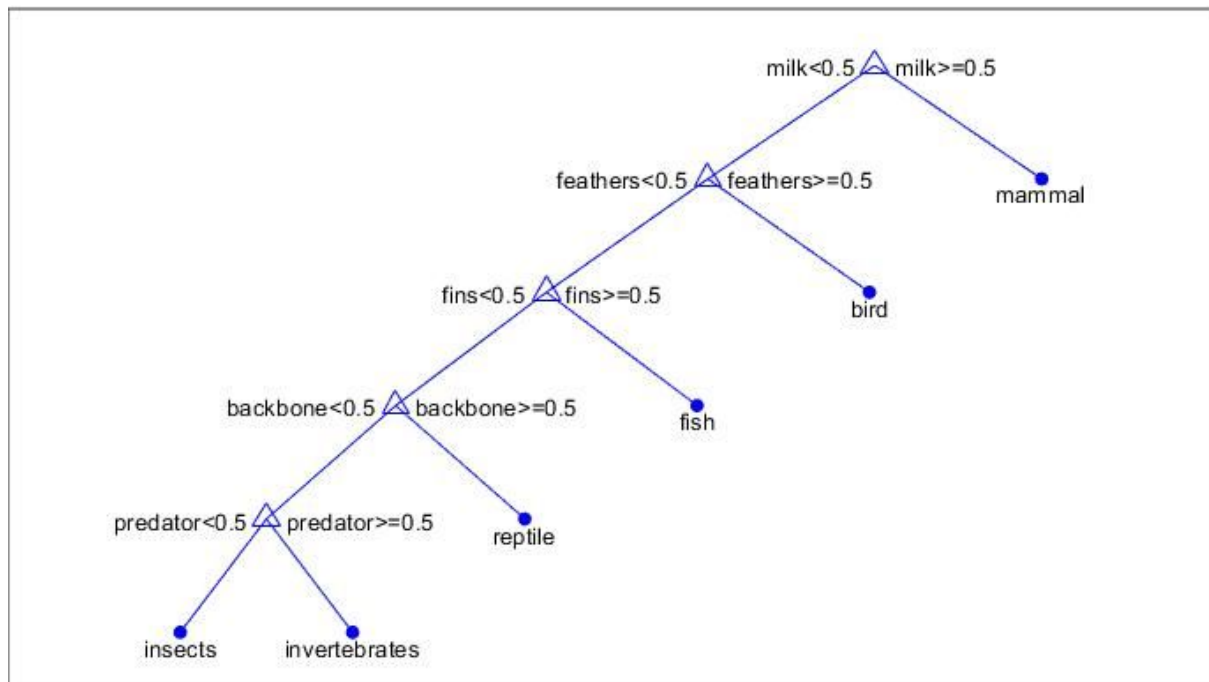 milk<0.5 milk>=0.5
feathers<0.5 feathers>=0.5
mammal
fins<0.5 fins>=0.5
bird
backbone<0.5 backbone>=0.5
fish
predator<0.5 predator>=0.5
reptile
insects invertebrates